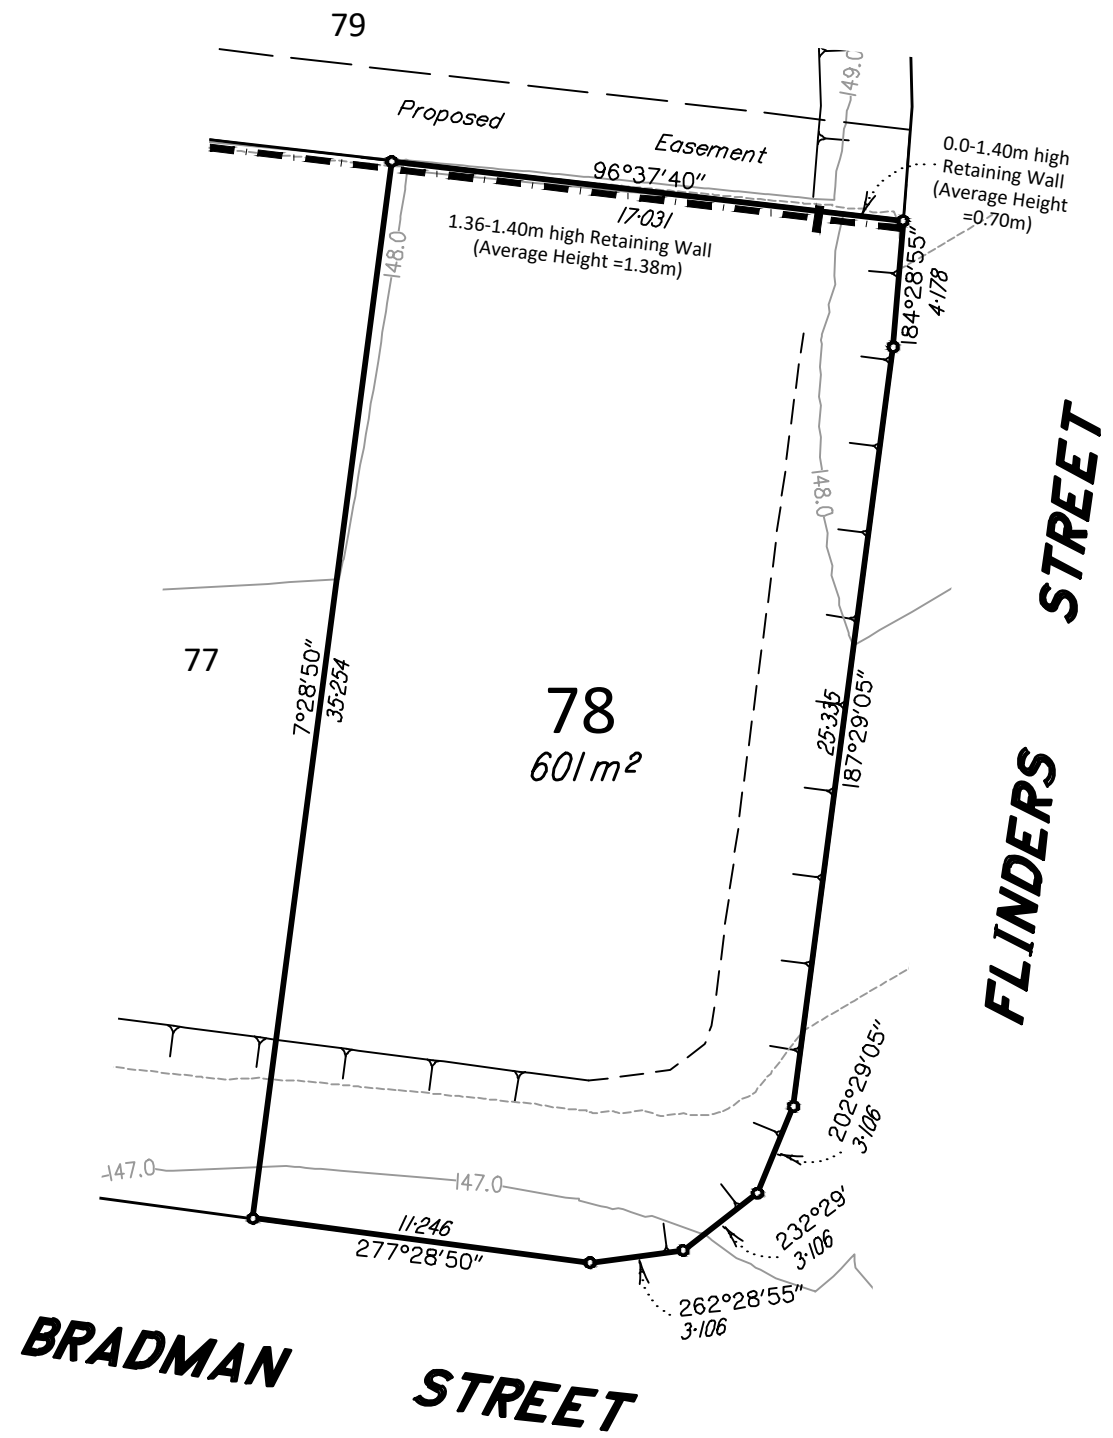 79
Proposed
Easement
149.0
0.0-1.40m high
Retaining Wall
(Average Height
=0.70m)
96°37'40"
17·031
1.36-1.40m high Retaining Wall
(Average Height =1.38m)
148.0
184°28'55"
4·178
148.0
STREET
77
7°28'50"
35·254
78
601 m²
25·335
187°29'05"
FLINDERS
202°29'05"
3·106
147.0
147.0
232°29'
3·106
11·246
277°28'50"
262°28'55"
3·106
BRADMAN
STREET